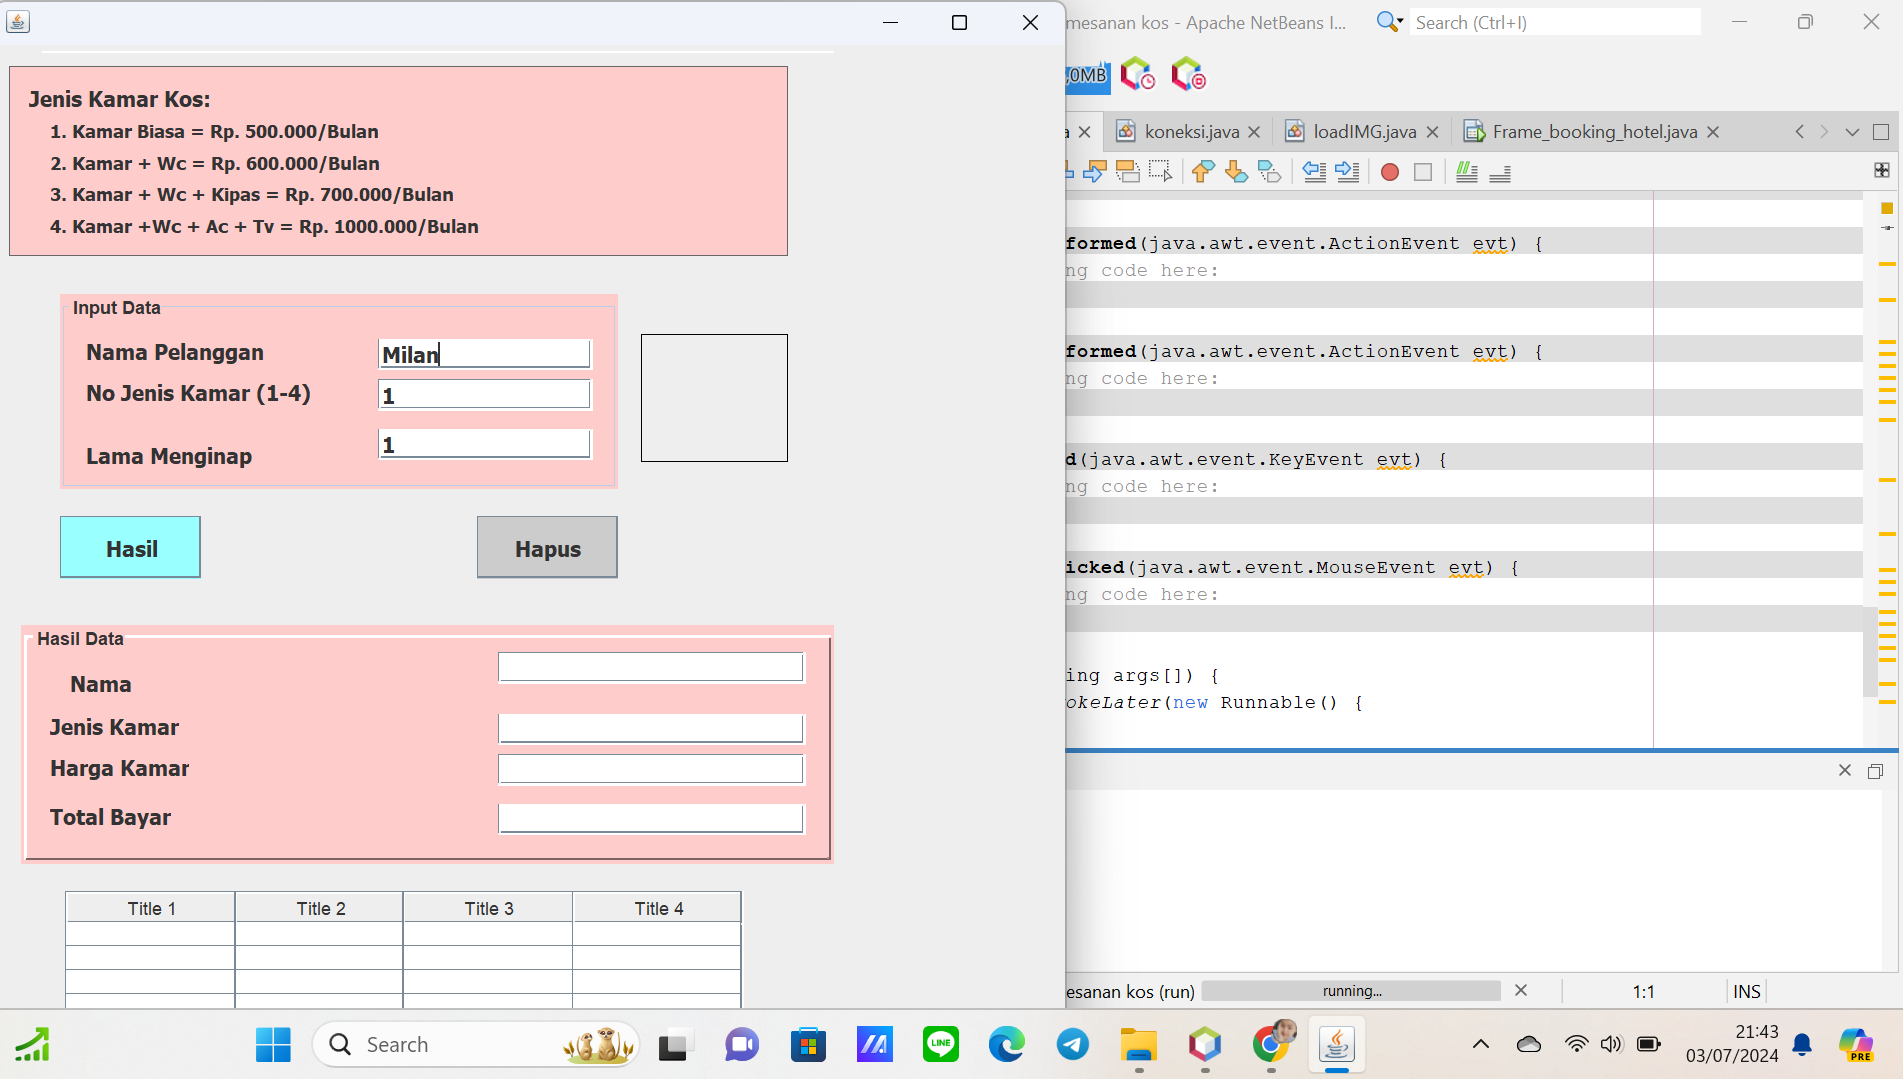 mesanan kos - Apache NetBeans I...
Search (Ctrl+I)
,0MB
Jenis Kamar Kos:
1. Kamar Biasa = Rp. 500.000/Bulan
2. Kamar + Wc = Rp. 600.000/Bulan
3. Kamar + Wc + Kipas = Rp. 700.000/Bulan
4. Kamar +Wc + Ac + Tv = Rp. 1000.000/Bulan
a
koneksi.java
loadIMG.java
Frame_booking_hotel.java
formed(java.awt.event.ActionEvent evt) {
ng code here:
formed(java.awt.event.ActionEvent evt) {
ng code here:
d(java.awt.event.KeyEvent evt) {
ng code here:
icked(java.awt.event.MouseEvent evt) {
ng code here:
ing args[]) {
okeLater(new Runnable() {
Input Data
Nama Pelanggan
Milan
No Jenis Kamar (1-4)
1
Lama Menginap
1
Hasil
Hapus
Hasil Data
Nama
Jenis Kamar
Harga Kamar
Total Bayar
Title 1
Title 2
Title 3
Title 4
esanan kos (run)
running...
1:1
INS
Search
LINE
21:43
03/07/2024
PRE